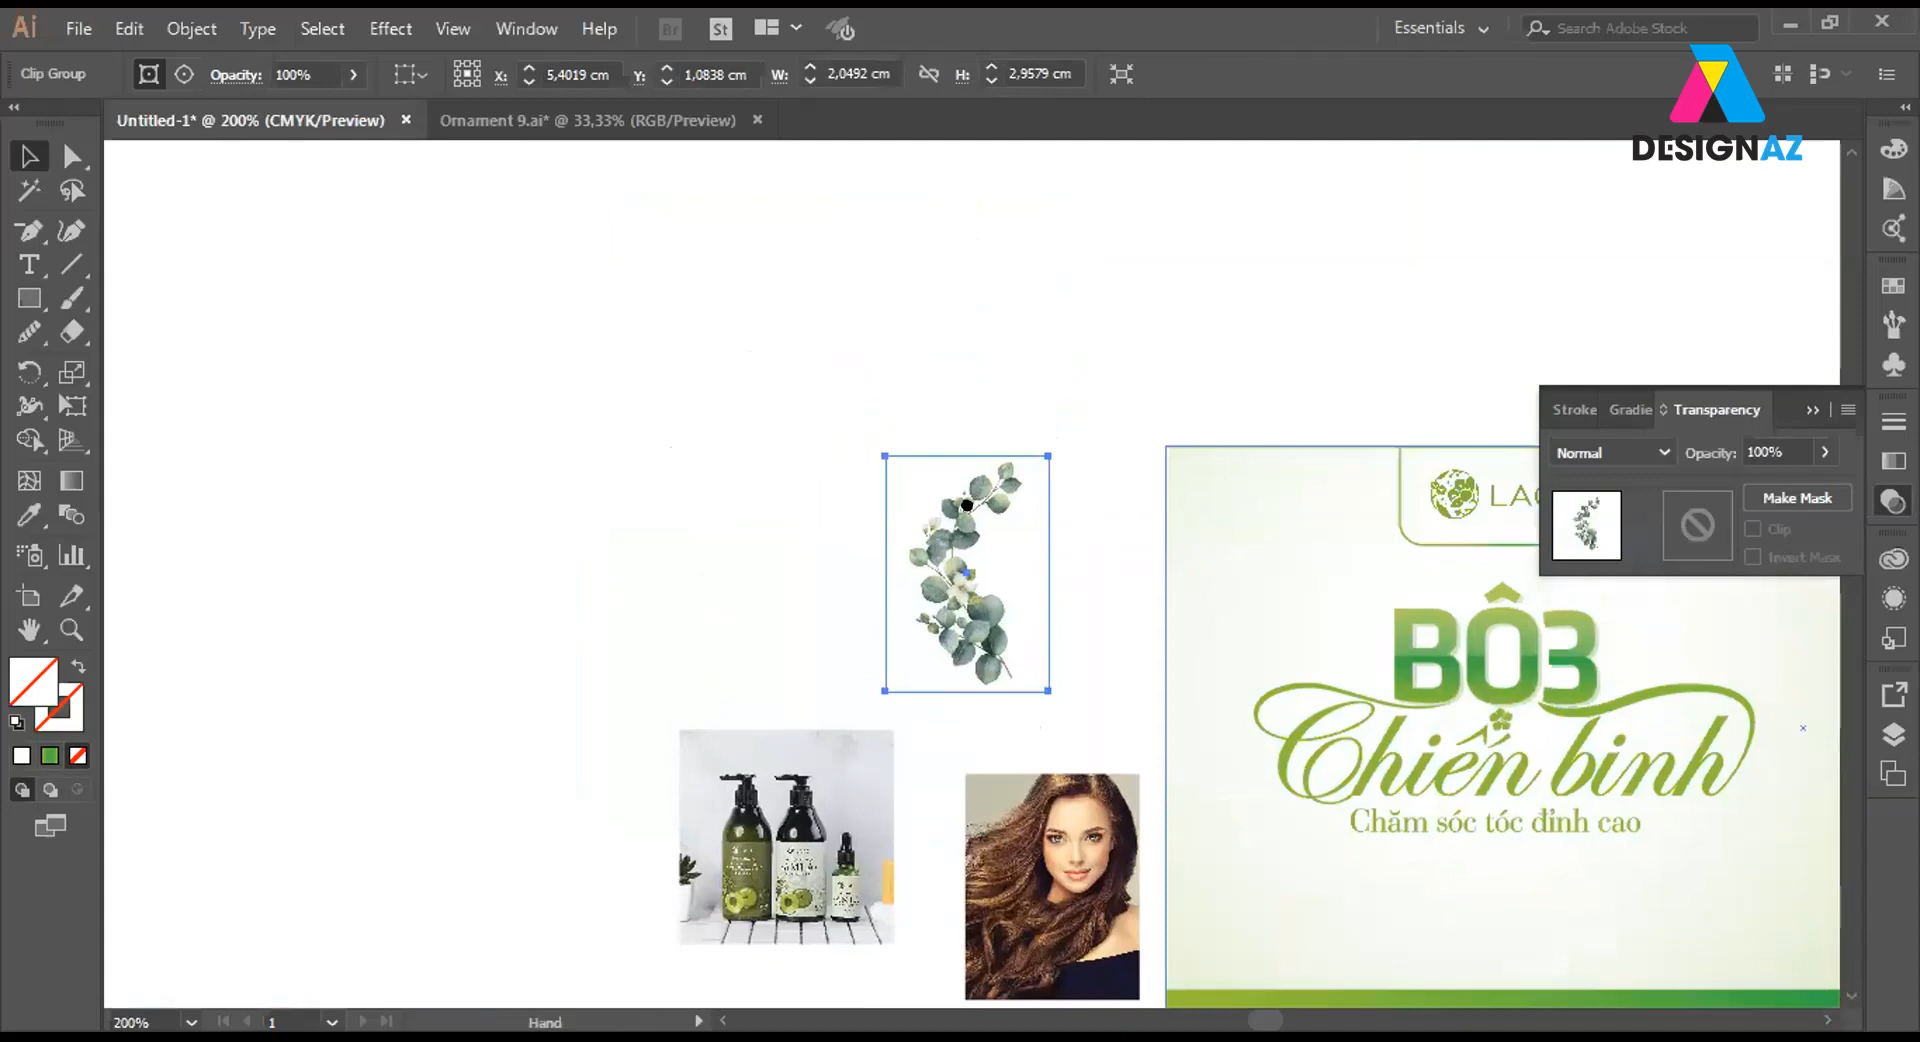 Ai File Edit Object Type Select Effect View Window Help Br St Essentials Search Adobe Stock
Clip Group Opacity: 100% X: 5,4019 cm Y: 1,0838 cm W: 2,0492 cm H: 2,9579 cm
Untitled-1* @ 200% (CMYK/Preview) Ornament 9.ai* @ 33,33% (RGB/Preview)
DESIGNAZ
Stroke Gradie Transparency
Normal Opacity: 100%
Make Mask
Clip
Invert Mask
BỘ3
Chiến binh
Chăm sóc tóc đỉnh cao
200% 1 Hand